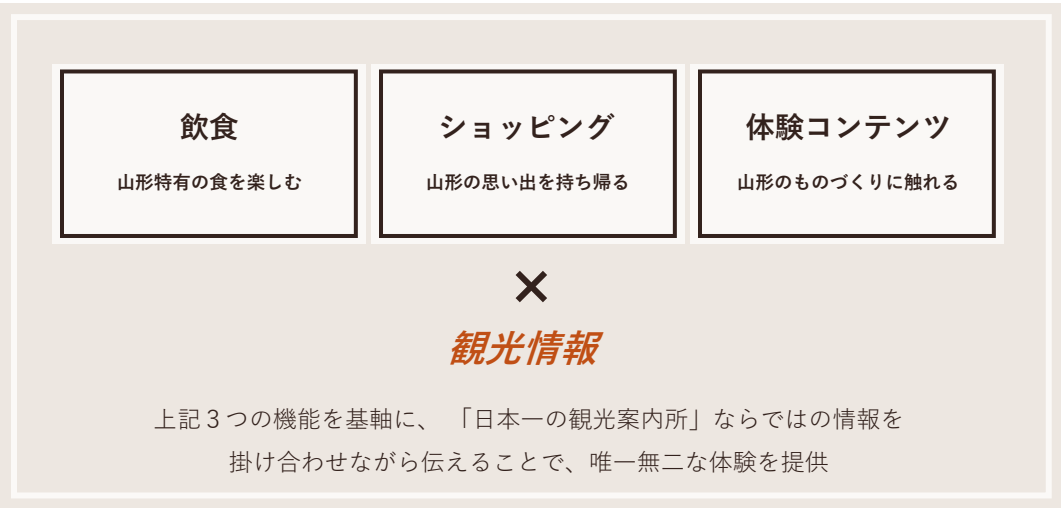 飲食
山形特有の食を楽しむ
ショッピング
山形の思い出を持ち帰る
体験コンテンツ
山形のものづくりに触れる
×
観光情報
上記３つの機能を基軸に、 「日本一の観光案内所」ならではの情報を
掛け合わせながら伝えることで、唯一無二な体験を提供